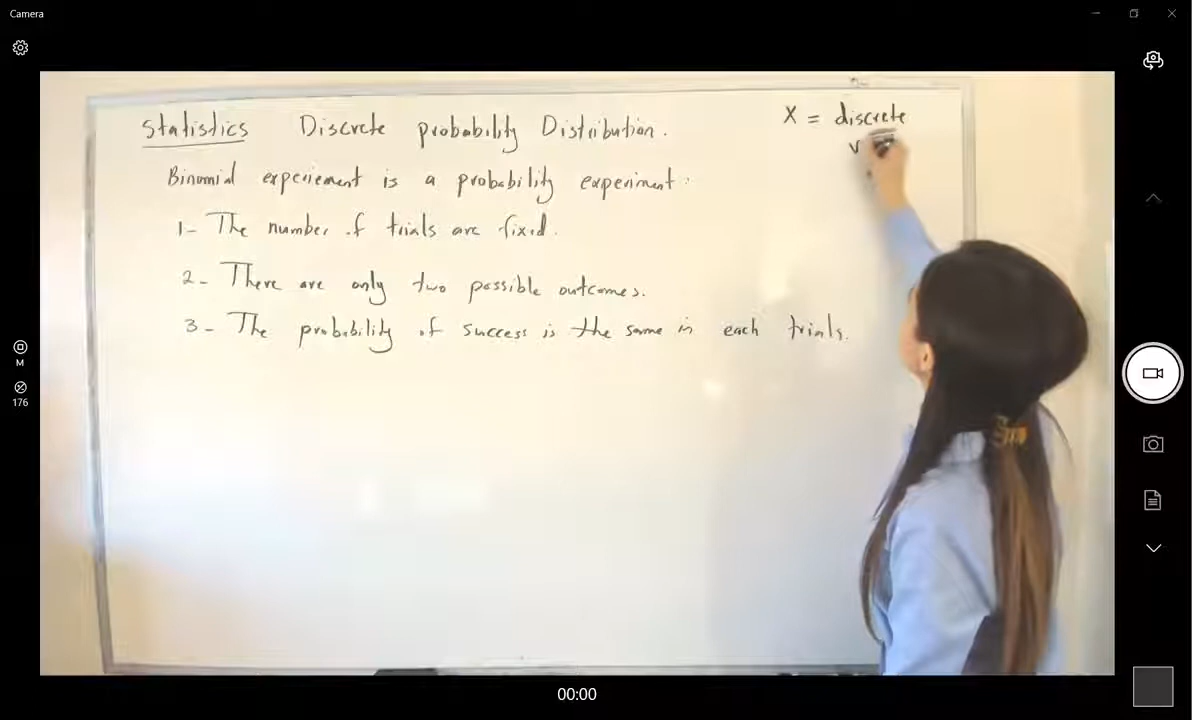 Camera
Statistics Discrete probability Distribution.
X = discrete
v
Binomial experiement is a probability experiment:
1- The number of trials are fixed.
2- There are only two possible outcomes.
3- The probability of success is the same in each trials.
M
176
00:00